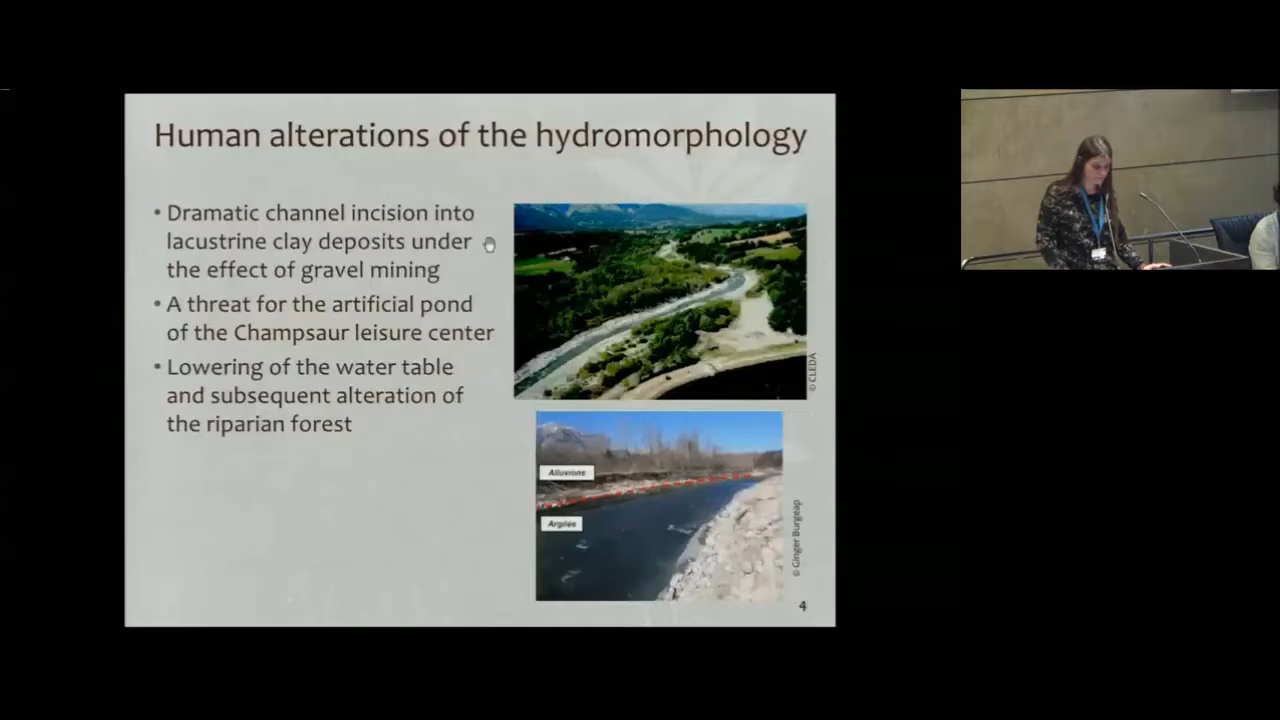 Human alterations of the hydromorphology
• Dramatic channel incision into
lacustrine clay deposits under
the effect of gravel mining
• A threat for the artificial pond
of the Champsaur leisure center
• Lowering of the water table
and subsequent alteration of
the riparian forest
© CLEDA
Alluvions
Argiles
© Ginger Burgeap
4